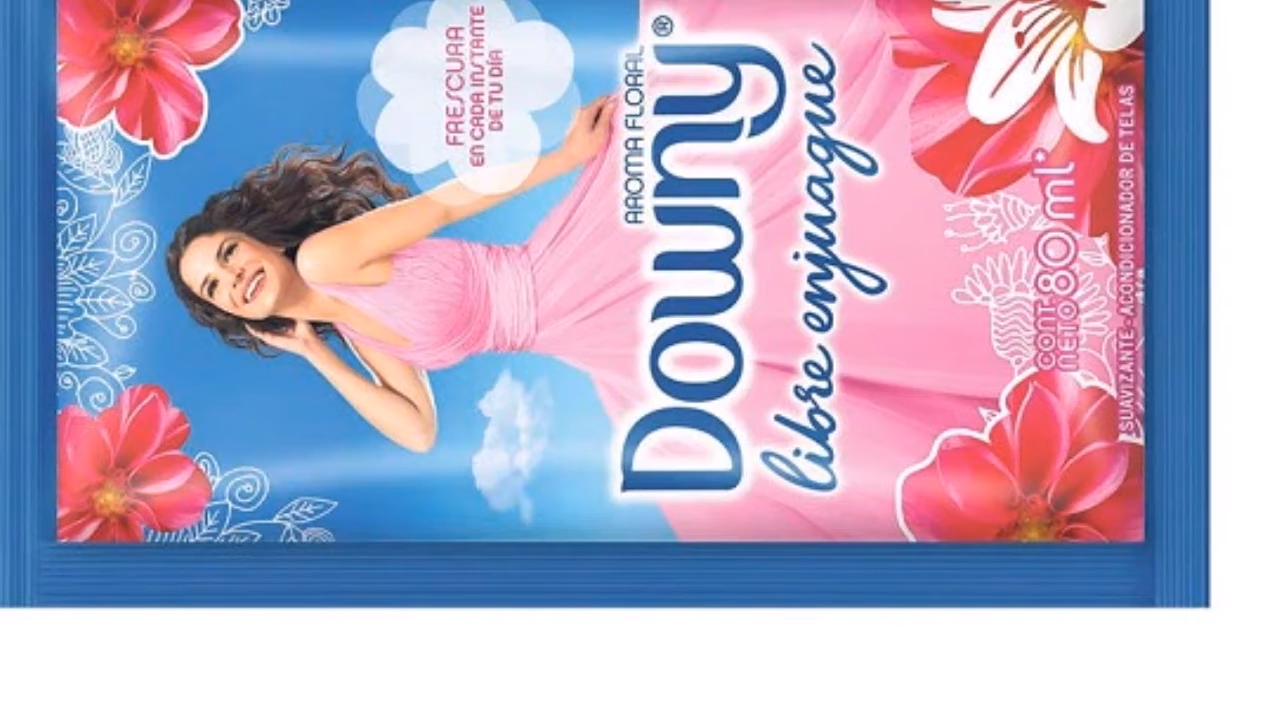 FRESCURA
EN CADA INSTANTE
DE TU DÍA
AROMA FLORAL
Downy®
libre enjuague
CONT.
NETO 80 ml*
SUAVIZANTE - ACONDICIONADOR DE TELAS